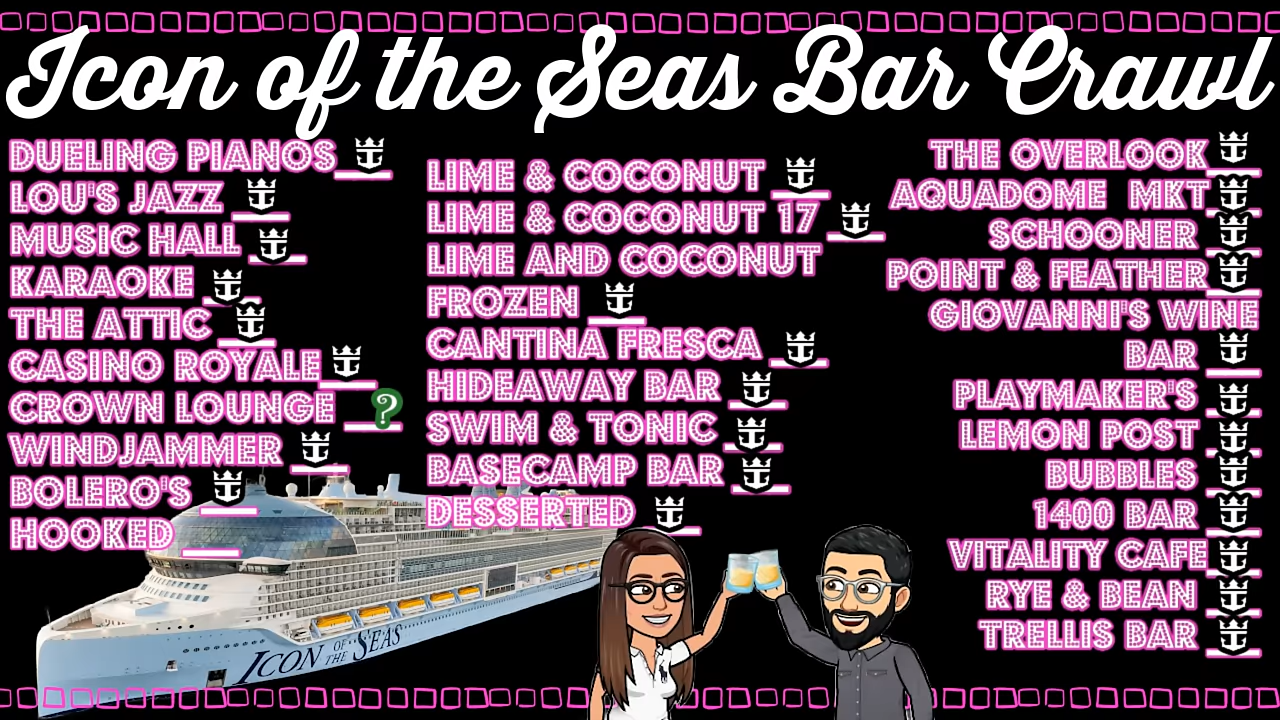 Icon of the Seas Bar Crawl
DUELING PIANOS
LOU'S JAZZ
MUSIC HALL
KARAOKE
THE ATTIC
CASINO ROYALE
CROWN LOUNGE ?
WINDJAMMER
BOLERO'S
HOOKED
LIME & COCONUT
LIME & COCONUT 17
LIME AND COCONUT
FROZEN
CANTINA FRESCA
HIDEAWAY BAR
SWIM & TONIC
BASECAMP BAR
DESSERTED
THE OVERLOOK
AQUADOME MKT
SCHOONER
POINT & FEATHER
GIOVANNI'S WINE
BAR
PLAYMAKER'S
LEMON POST
BUBBLES
1400 BAR
VITALITY CAFE
RYE & BEAN
TRELLIS BAR
ICON OF THE SEAS